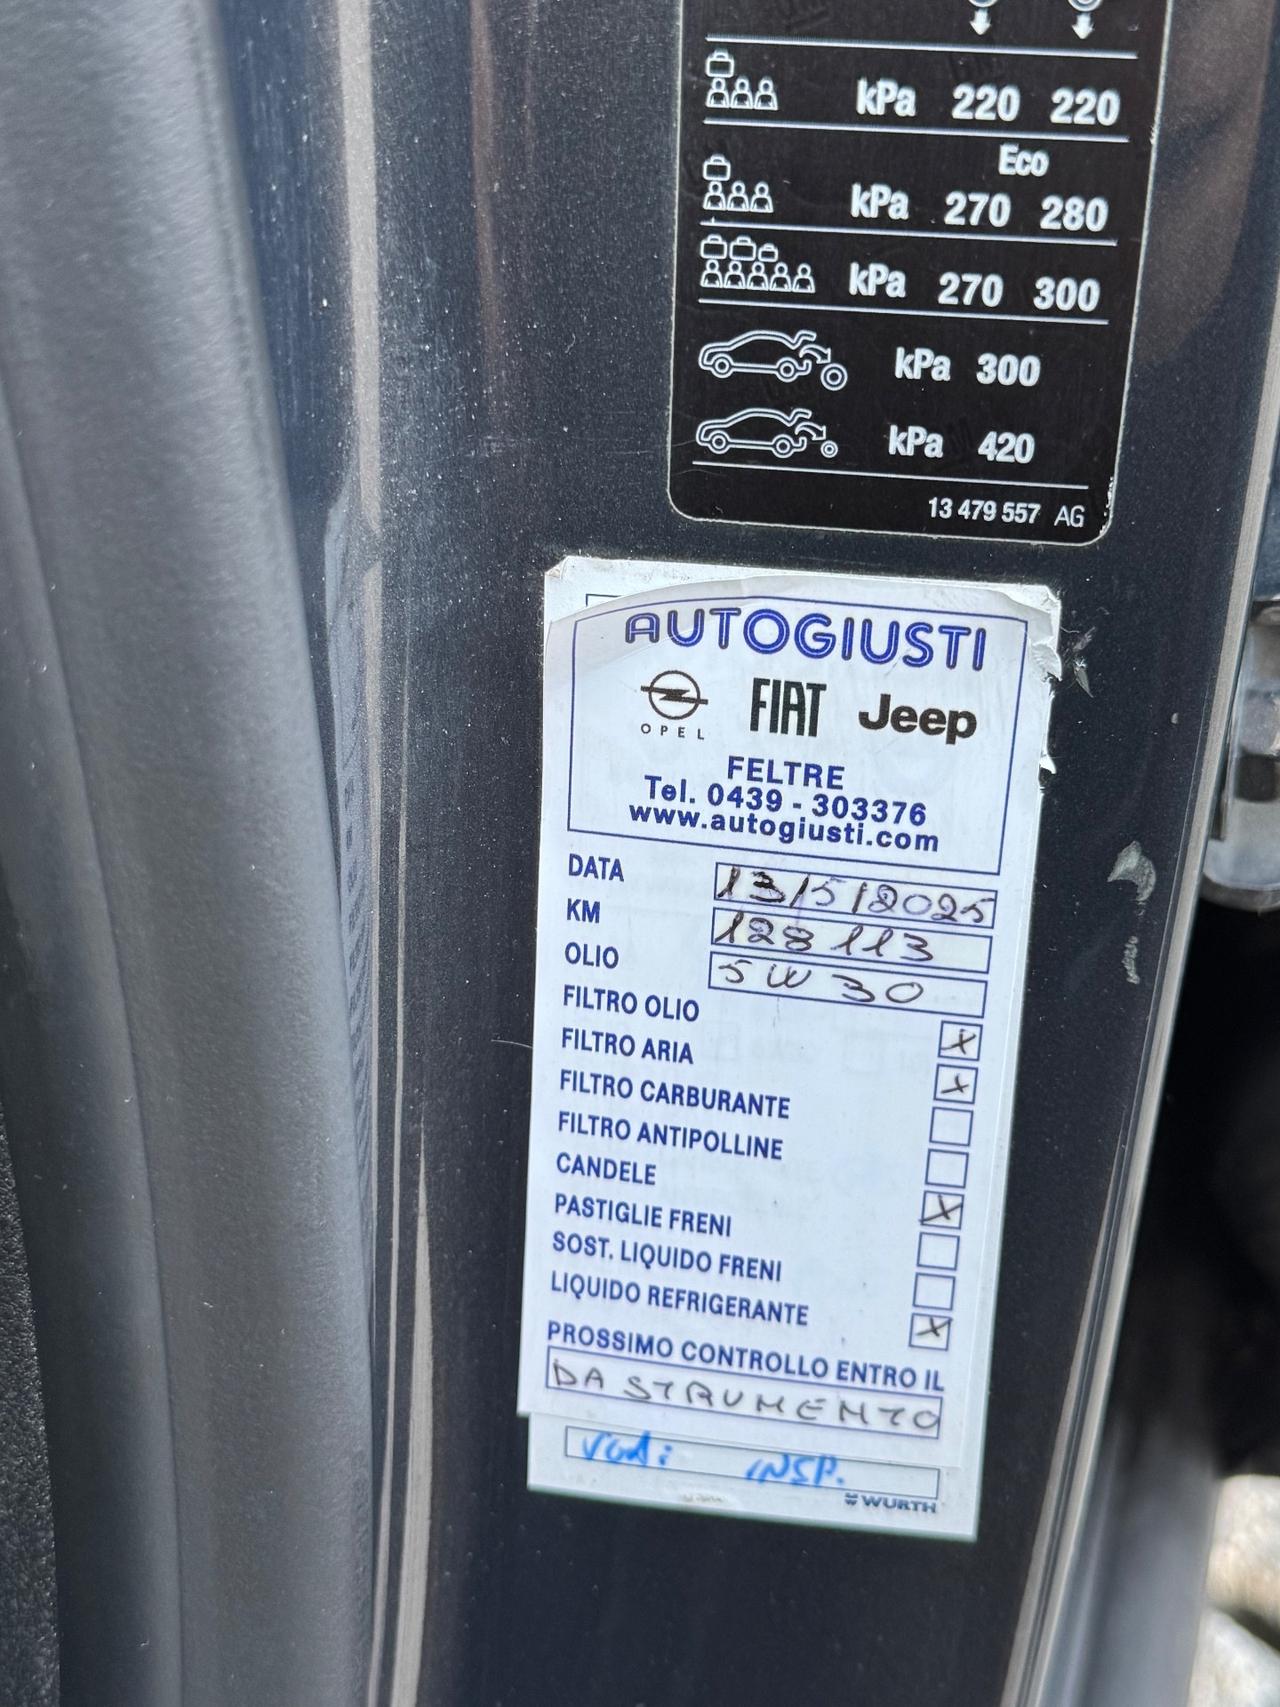 kPa 220 220
Eco
kPa 270 280
kPa 270 300
kPa 300
kPa 420
13 479 557 AG
AUTOGIUSTI
OPEL FIAT Jeep
FELTRE
Tel. 0439 - 303376
www.autogiusti.com
DATA 13/5/2025
KM 128113
OLIO 5W30
FILTRO OLIO X
FILTRO ARIA X
FILTRO CARBURANTE
FILTRO ANTIPOLLINE
CANDELE X
PASTIGLIE FRENI
SOST. LIQUIDO FRENI
LIQUIDO REFRIGERANTE X
PROSSIMO CONTROLLO ENTRO IL
DA STRUMENTO
INSP.
WÜRTH